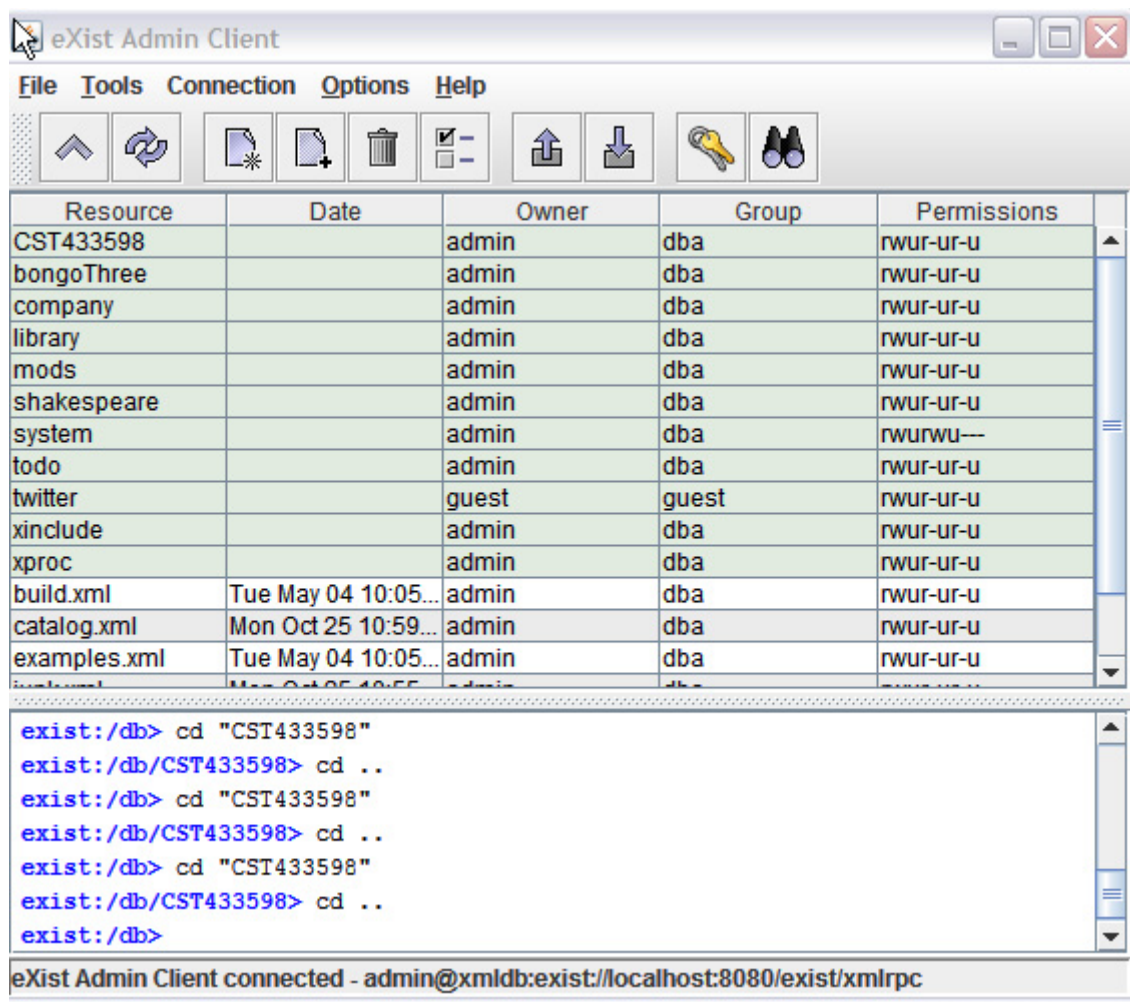 eXist Admin Client
File Tools Connection Options Help
Resource Date Owner Group Permissions
CST433598 admin dba rwur-ur-u
bongoThree admin dba rwur-ur-u
company admin dba rwur-ur-u
library admin dba rwur-ur-u
mods admin dba rwur-ur-u
shakespeare admin dba rwur-ur-u
system admin dba rwurwu---
todo admin dba rwur-ur-u
twitter guest guest rwur-ur-u
xinclude admin dba rwur-ur-u
xproc admin dba rwur-ur-u
build.xml Tue May 04 10:05... admin dba rwur-ur-u
catalog.xml Mon Oct 25 10:59... admin dba rwur-ur-u
examples.xml Tue May 04 10:05... admin dba rwur-ur-u
exist:/db> cd "CST433598"
exist:/db/CST433598> cd ..
exist:/db> cd "CST433598"
exist:/db/CST433598> cd ..
exist:/db> cd "CST433598"
exist:/db/CST433598> cd ..
exist:/db>
eXist Admin Client connected - admin@xmldb:exist://localhost:8080/exist/xmlrpc